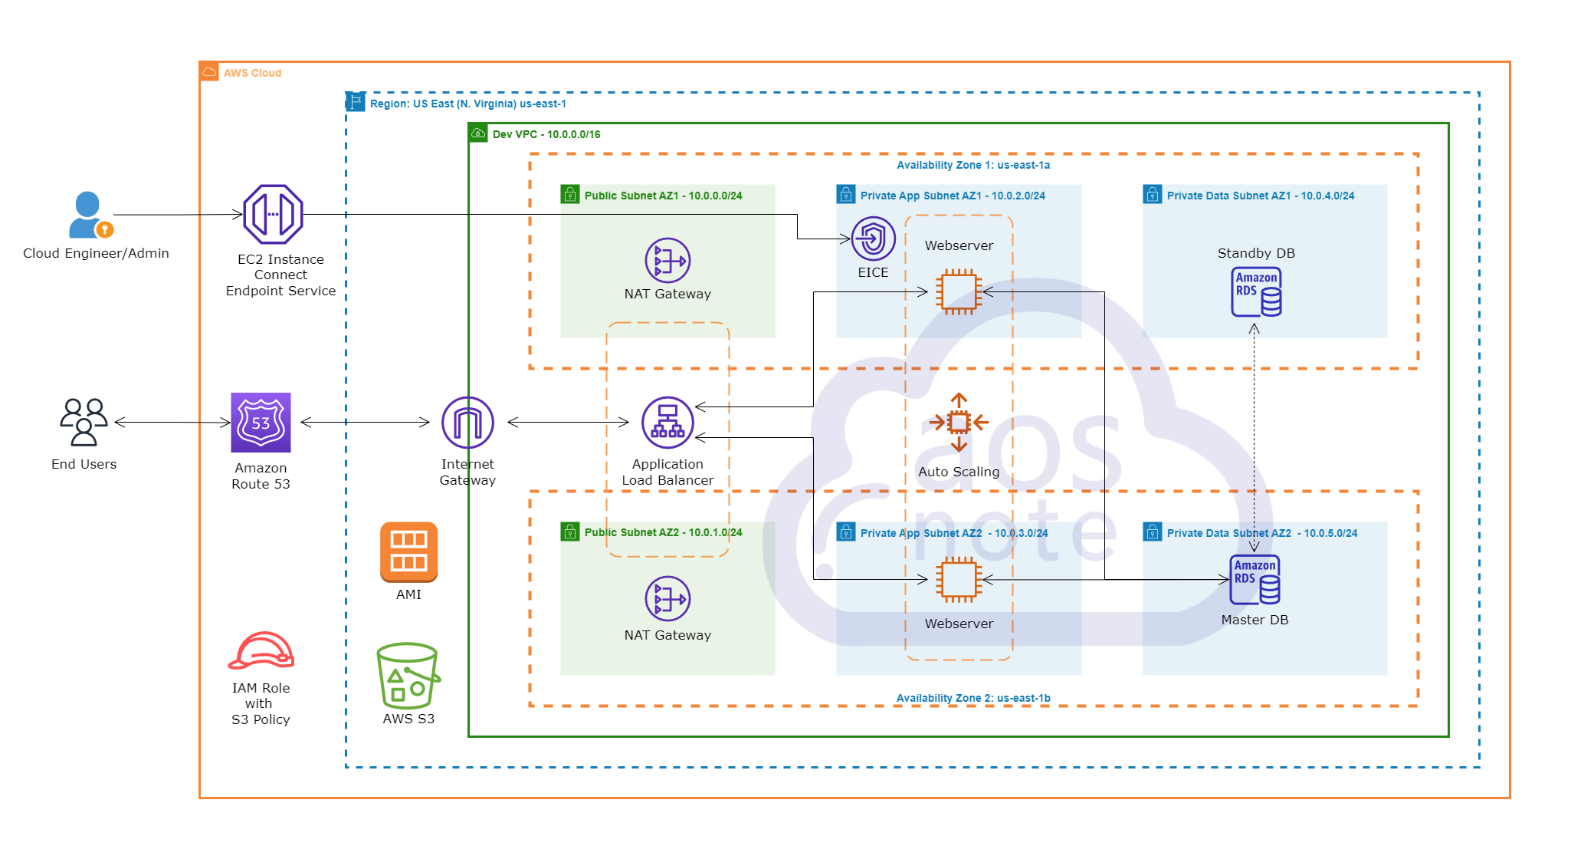 AWS Cloud
Region: US East (N. Virginia) us-east-1
Dev VPC - 10.0.0.0/16
Availability Zone 1: us-east-1a
Public Subnet AZ1 - 10.0.0.0/24
Private App Subnet AZ1 - 10.0.2.0/24
Private Data Subnet AZ1 - 10.0.4.0/24
Cloud Engineer/Admin
EC2 Instance
Connect
Endpoint Service
NAT Gateway
EICE
Webserver
Standby DB
Amazon
RDS
End Users
53
Amazon
Route 53
Internet
Gateway
Application
Load Balancer
Auto Scaling
aos
note
Public Subnet AZ2 - 10.0.1.0/24
Private App Subnet AZ2 - 10.0.3.0/24
Private Data Subnet AZ2 - 10.0.5.0/24
AMI
NAT Gateway
Webserver
Amazon
RDS
Master DB
IAM Role
with
S3 Policy
AWS S3
Availability Zone 2: us-east-1b